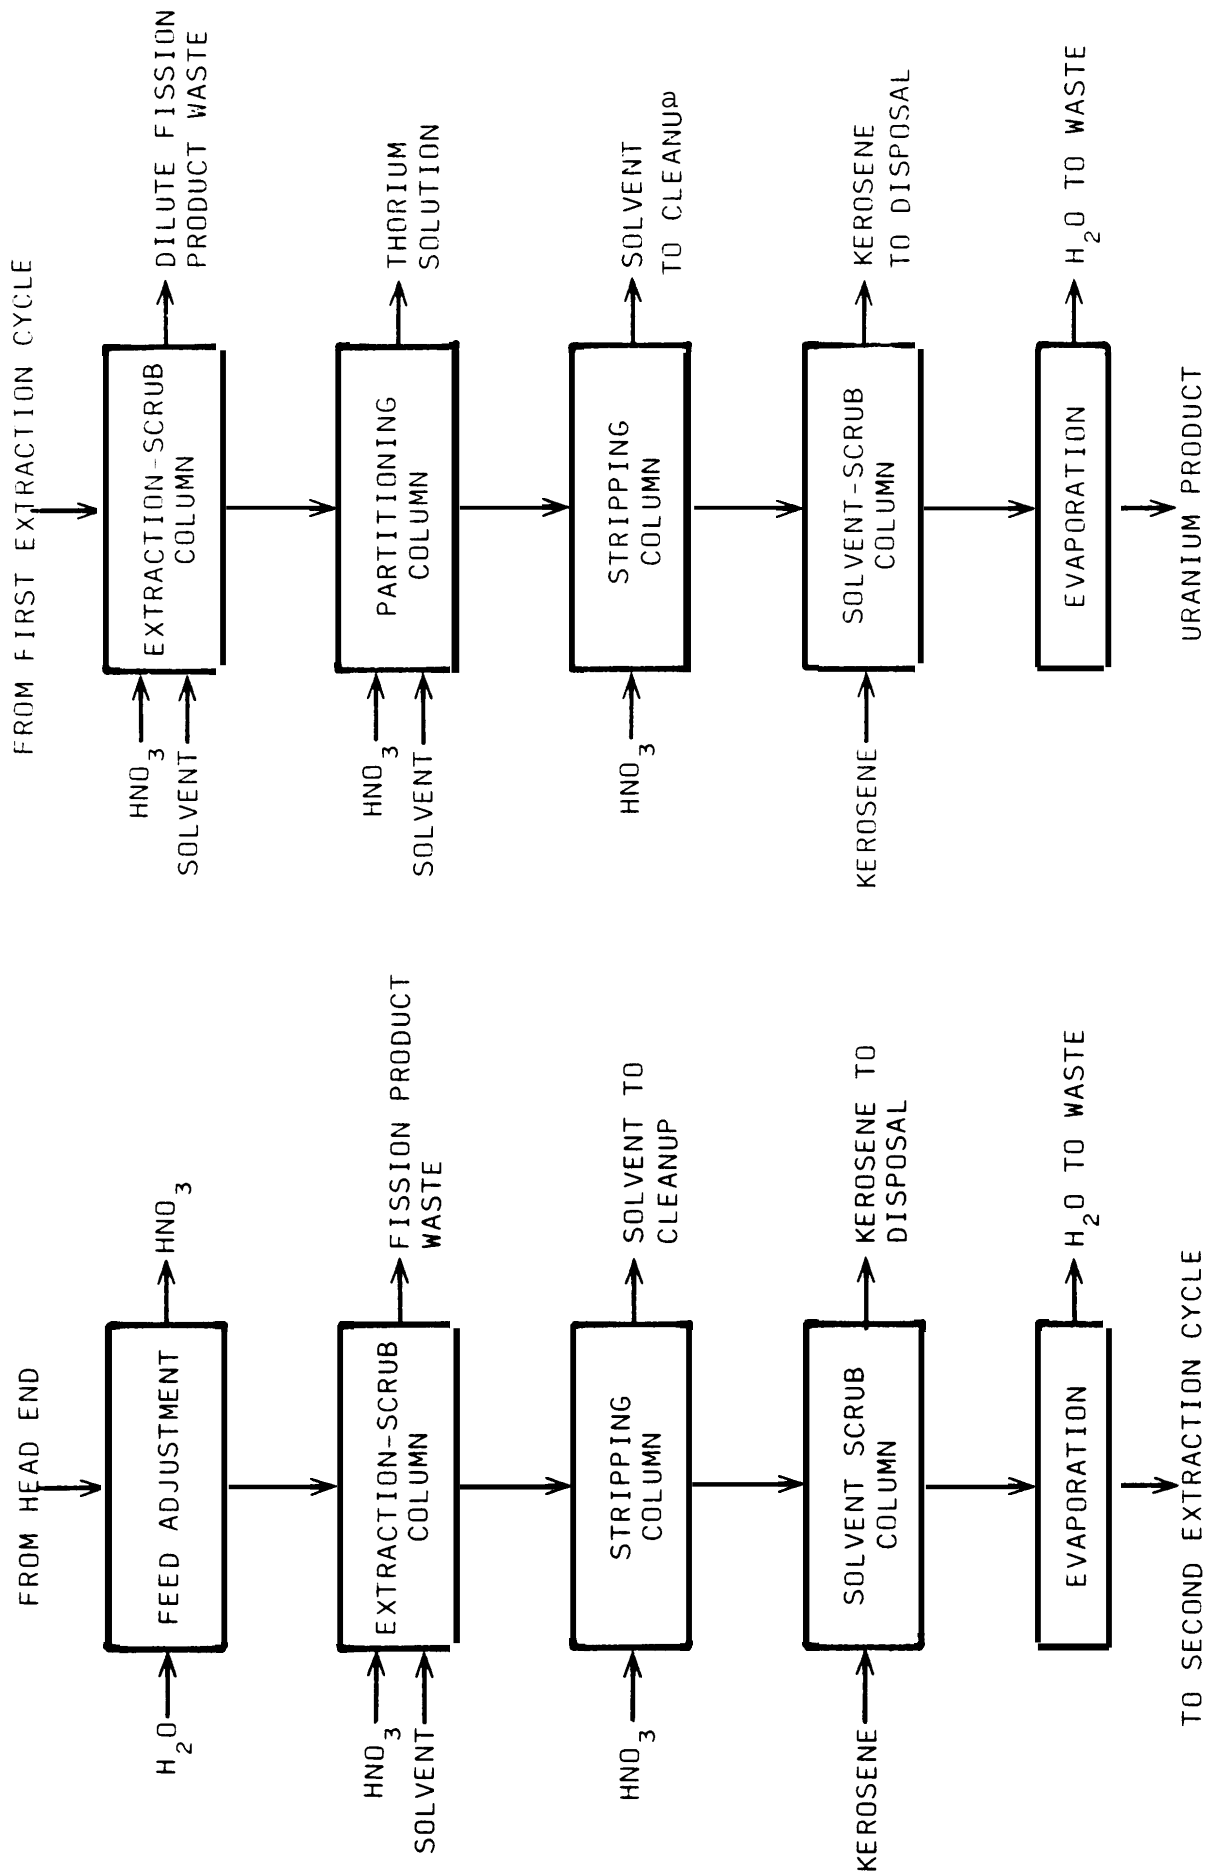 FROM HEAD END
H2O
FEED ADJUSTMENT
HNO3
HNO3
SOLVENT
EXTRACTION-SCRUB
COLUMN
FISSION PRODUCT
WASTE
HNO3
STRIPPING
COLUMN
SOLVENT TO
CLEANUP
KEROSENE
SOLVENT SCRUB
COLUMN
KEROSENE TO
DISPOSAL
EVAPORATION
H2O TO WASTE
TO SECOND EXTRACTION CYCLE
FROM FIRST EXTRACTION CYCLE
HNO3
SOLVENT
EXTRACTION-SCRUB
COLUMN
DILUTE FISSION
PRODUCT WASTE
HNO3
SOLVENT
PARTITIONING
COLUMN
THORIUM
SOLUTION
HNO3
STRIPPING
COLUMN
SOLVENT
TO CLEANUP
KEROSENE
SOLVENT-SCRUB
COLUMN
KEROSENE
TO DISPOSAL
EVAPORATION
H2O TO WASTE
URANIUM PRODUCT